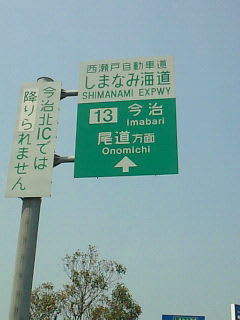 西瀬戸自動車道
しまなみ海道
SHIMANAMI EXPWY
13 今治
Imabari
尾道方面
Onomichi
今治北ICでは
降りられません